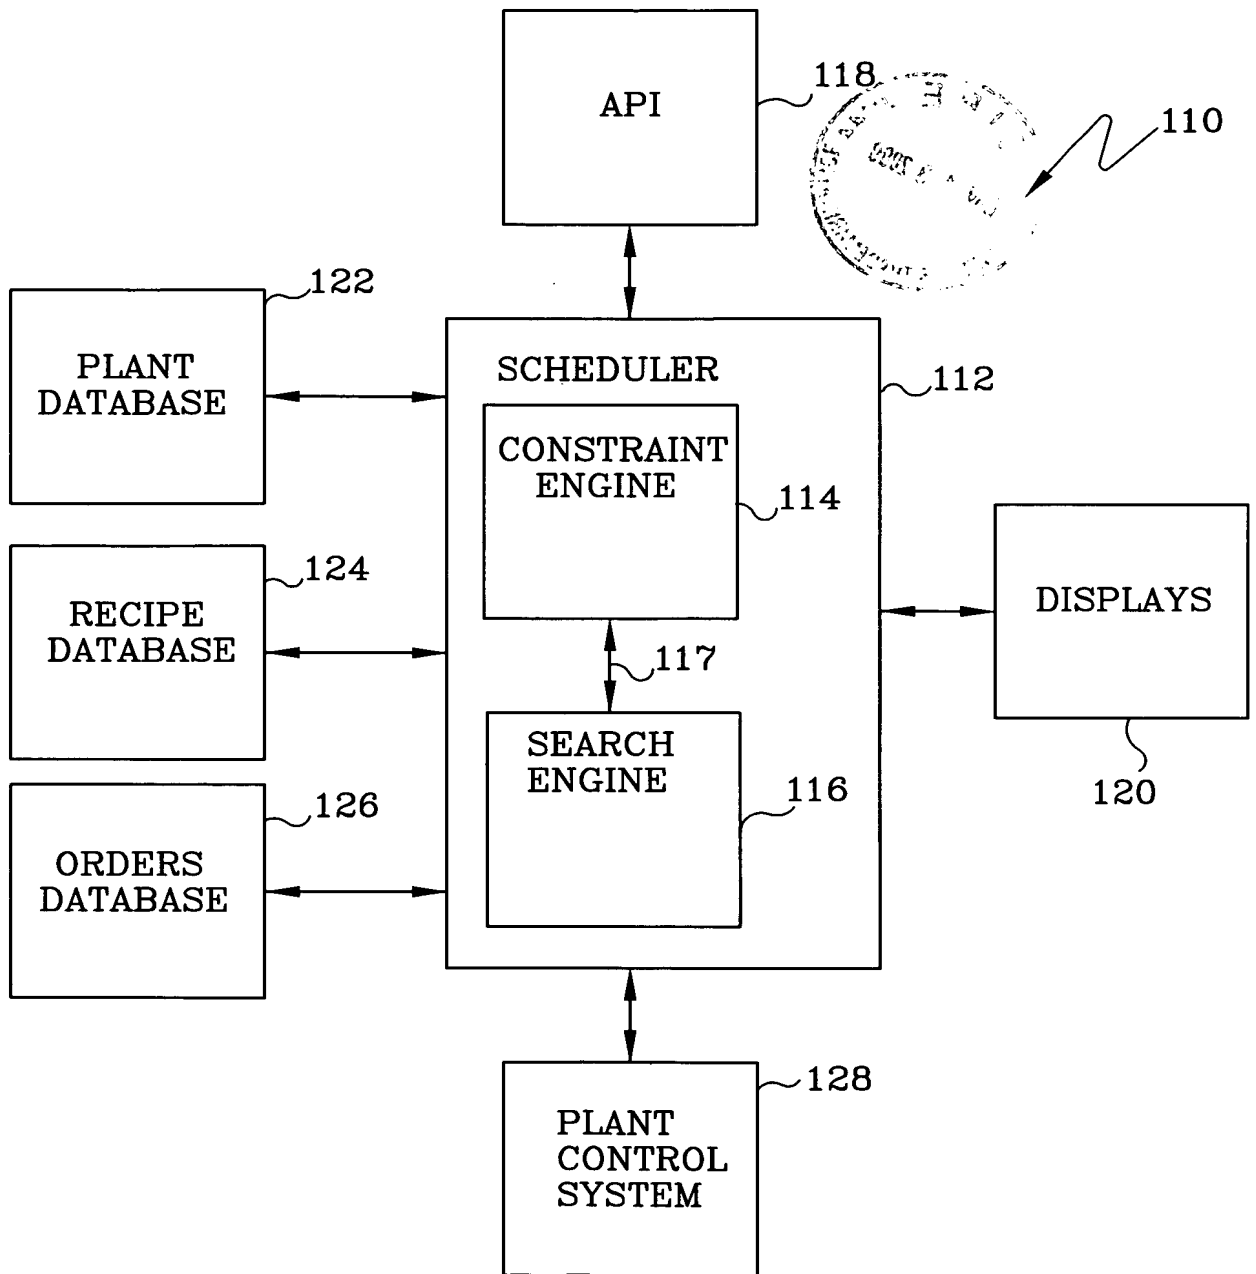 API
118
110
122
PLANT
DATABASE
SCHEDULER
112
CONSTRAINT
ENGINE
114
124
RECIPE
DATABASE
DISPLAYS
117
SEARCH
ENGINE
116
120
126
ORDERS
DATABASE
128
PLANT
CONTROL
SYSTEM